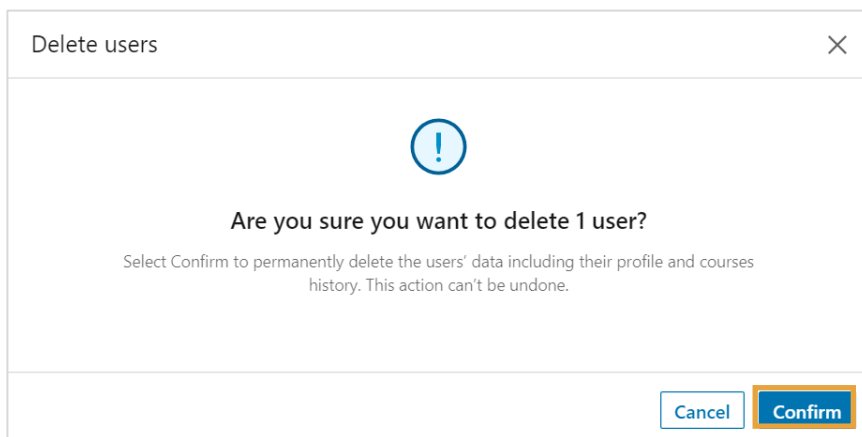 Delete users
Are you sure you want to delete 1 user?
Select Confirm to permanently delete the users’ data including their profile and courses
history. This action can’t be undone.
Cancel
Confirm